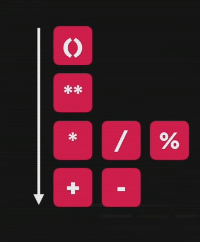 ()
**
* / %
+ -